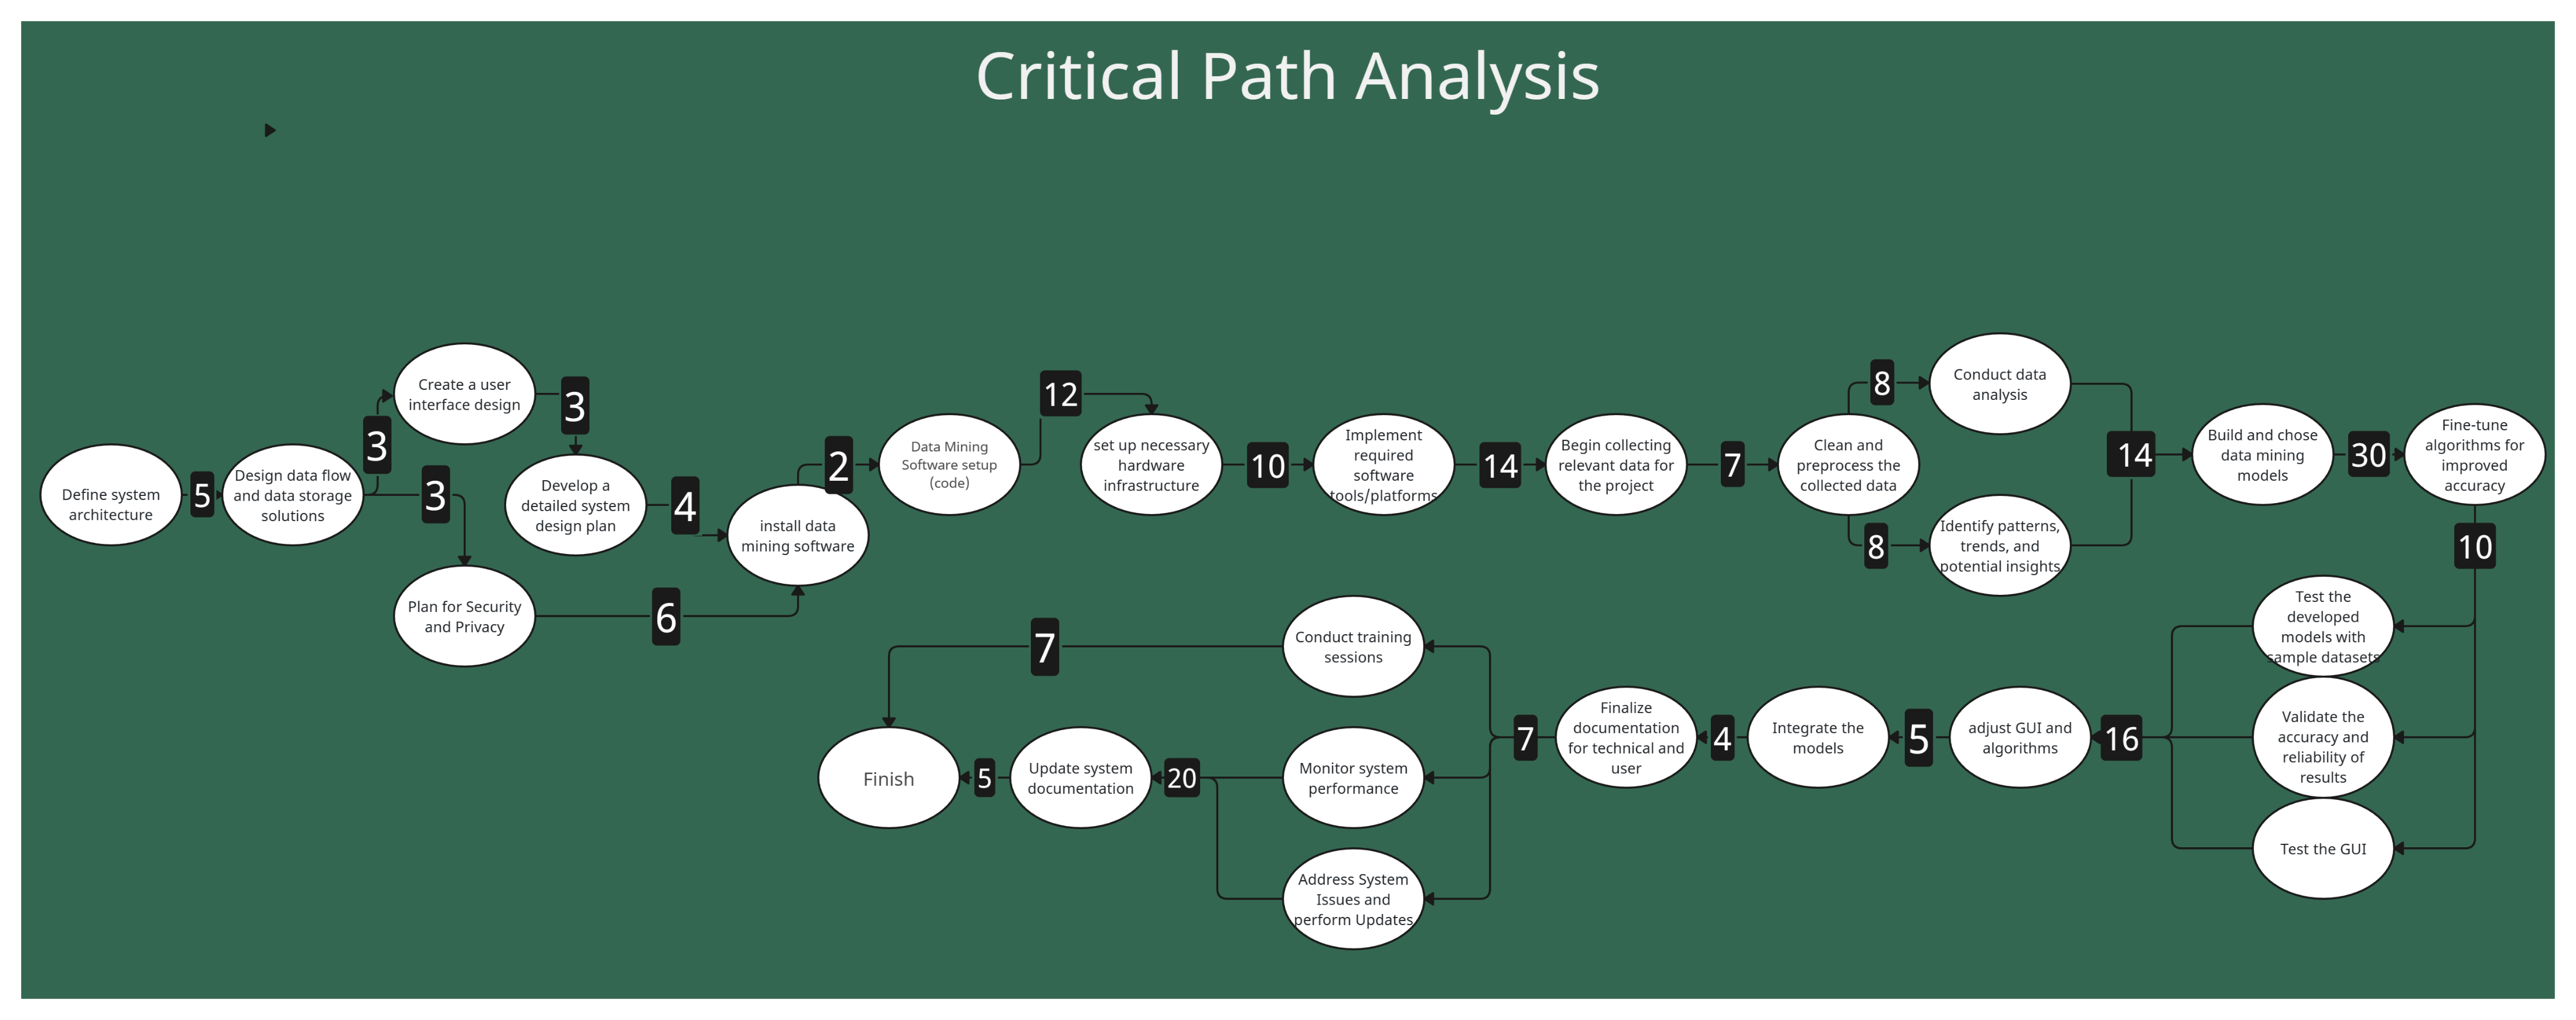 Critical Path Analysis
Define system
architecture
5
Design data flow
and data storage
solutions
3
Create a user
interface design
3
3
Plan for Security
and Privacy
Develop a
detailed system
design plan
4
6
install data
mining software
2
Data Mining
Software setup
(code)
12
set up necessary
hardware
infrastructure
10
Implement
required
software
tools/platforms
14
Begin collecting
relevant data for
the project
7
Clean and
preprocess the
collected data
8
Conduct data
analysis
8
Identify patterns,
trends, and
potential insights
14
Build and chose
data mining
models
30
Fine-tune
algorithms for
improved
accuracy
10
Test the
developed
models with
sample datasets
Validate the
accuracy and
reliability of
results
Test the GUI
16
adjust GUI and
algorithms
5
Integrate the
models
4
Finalize
documentation
for technical and
user
7
Conduct training
sessions
7
Monitor system
performance
Address System
Issues and
perform Updates
20
Update system
documentation
5
Finish